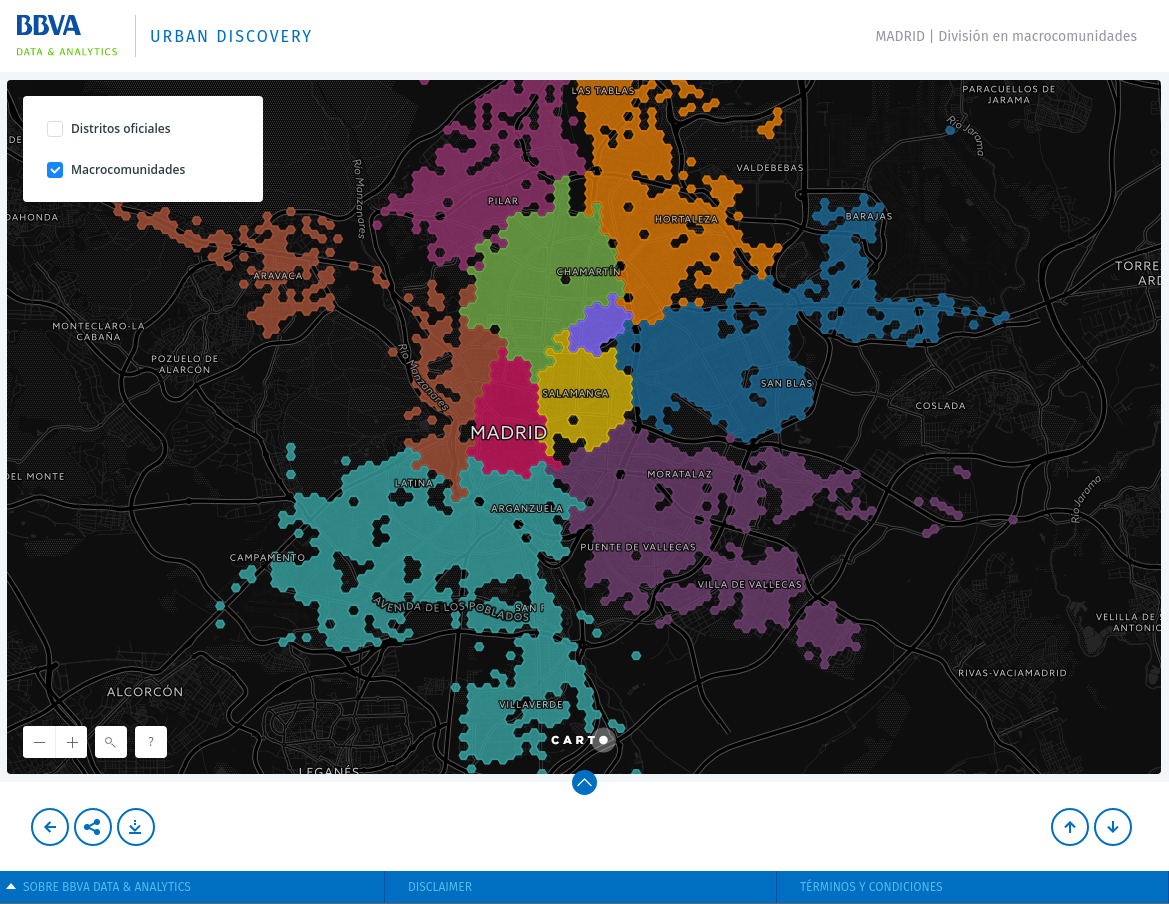 BBVA
DATA & ANALYTICS
URBAN DISCOVERY
MADRID | División en macrocomunidades
Distritos oficiales
Macrocomunidades
LAS TABLAS
PARACUELLOS DE
JARAMA
Río Jarama
DE
Río Manzanares
VALDEBEBAS
PILAR
DAHONDA
HORTALEZA
BARAJAS
ARAVACA
CHAMARTÍN
TORRE
ARD
MONTECLARO-LA
CABAÑA
POZUELO DE
ALARCÓN
Río Manzanares
SAN BLAS
SALAMANCA
COSLADA
MADRID
DEL MONTE
LATINA
MORATALAZ
Río Jarama
ARGANZUELA
CAMPAMENTO
PUENTE DE VALLECAS
VILLA DE VALLECAS
AVENIDA DE LOS POBLADOS
SAN F
VELILLA DE S
ANTONIO
RIVAS-VACIAMADRID
ALCORCÓN
VILLAVERDE
CARTO
?
LEGANÉS
SOBRE BBVA DATA & ANALYTICS
DISCLAIMER
TÉRMINOS Y CONDICIONES